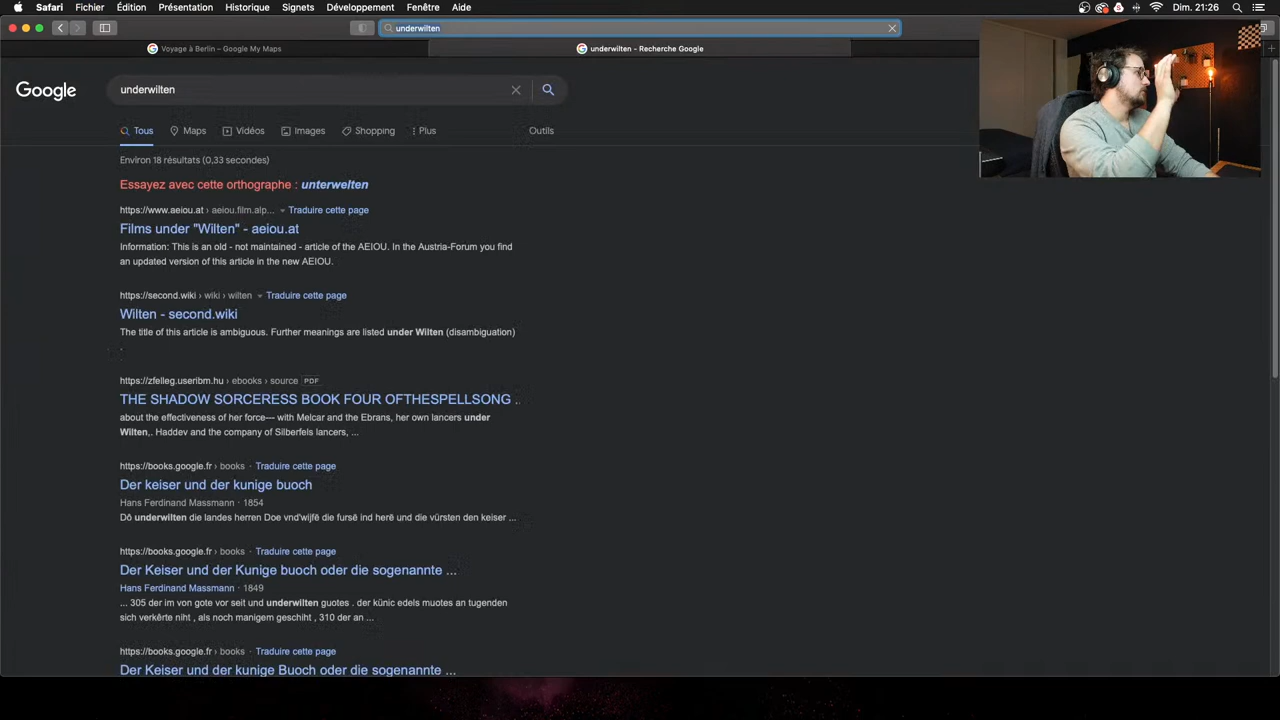 Safari Fichier Édition Présentation Historique Signets Développement Fenêtre Aide Dim. 21:26
underwilten
Voyage à Berlin – Google My Maps
underwilten - Recherche Google
Google underwilten
Tous Maps Vidéos Images Shopping Plus Outils
Environ 18 résultats (0,33 secondes)
Essayez avec cette orthographe : unterwelten
https://www.aeiou.at › aeiou.film.alp... Traduire cette page
Films under "Wilten" - aeiou.at
Information: This is an old - not maintained - article of the AEIOU. In the Austria-Forum you find
an updated version of this article in the new AEIOU.
https://second.wiki › wiki › wilten Traduire cette page
Wilten - second.wiki
The title of this article is ambiguous. Further meanings are listed under Wilten (disambiguation)
.
https://zfelleg.useribm.hu › ebooks › source PDF
THE SHADOW SORCERESS BOOK FOUR OFTHESPELLSONG ..
about the effectiveness of her force--- with Melcar and the Ebrans, her own lancers under
Wilten,. Haddev and the company of Silberfels lancers, ...
https://books.google.fr › books · Traduire cette page
Der keiser und der kunige buoch
Hans Ferdinand Massmann · 1854
Dô underwilten die landes herren Doe vnd'wijfẽ die fursẽ ind herẽ und die vürsten den keiser ...
https://books.google.fr › books · Traduire cette page
Der Keiser und der Kunige buoch oder die sogenannte ...
Hans Ferdinand Massmann · 1849
... 305 der im von gote vor seit und underwilten guotes . der künic edels muotes an tugenden
sich verkêrte niht , als noch manigem geschiht , 310 der an ...
https://books.google.fr › books · Traduire cette page
Der Keiser und der kunige Buoch oder die sogenannte ...